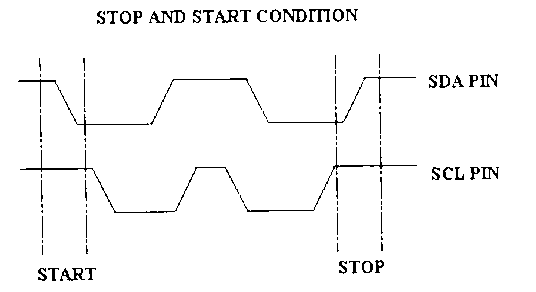 STOP AND START CONDITION
SDA PIN
SCL PIN
START
STOP